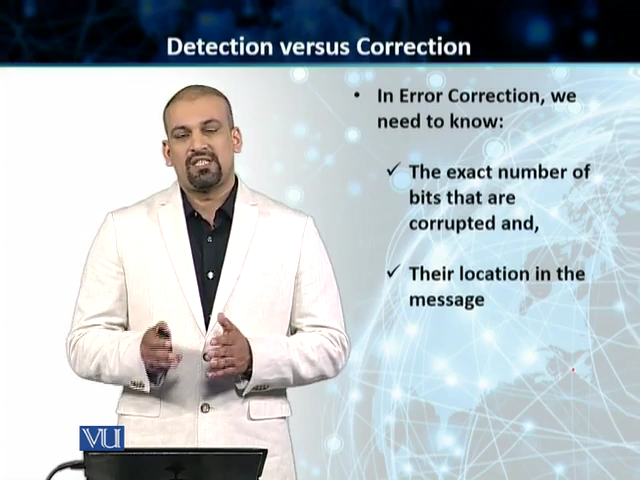 Detection versus Correction
• In Error Correction, we
need to know:
✓ The exact number of
bits that are
corrupted and,
✓ Their location in the
message
VU